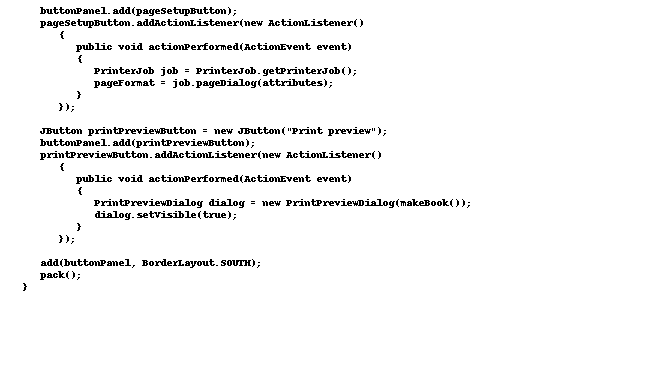 buttonPanel.add(pageSetupButton);
pageSetupButton.addActionListener(new ActionListener()
{
public void actionPerformed(ActionEvent event)
{
PrinterJob job = PrinterJob.getPrinterJob();
pageFormat = job.pageDialog(attributes);
}
});
JButton printPreviewButton = new JButton("Print preview");
buttonPanel.add(printPreviewButton);
printPreviewButton.addActionListener(new ActionListener()
{
public void actionPerformed(ActionEvent event)
{
PrintPreviewDialog dialog = new PrintPreviewDialog(makeBook());
dialog.setVisible(true);
}
});
add(buttonPanel, BorderLayout.SOUTH);
pack();
}